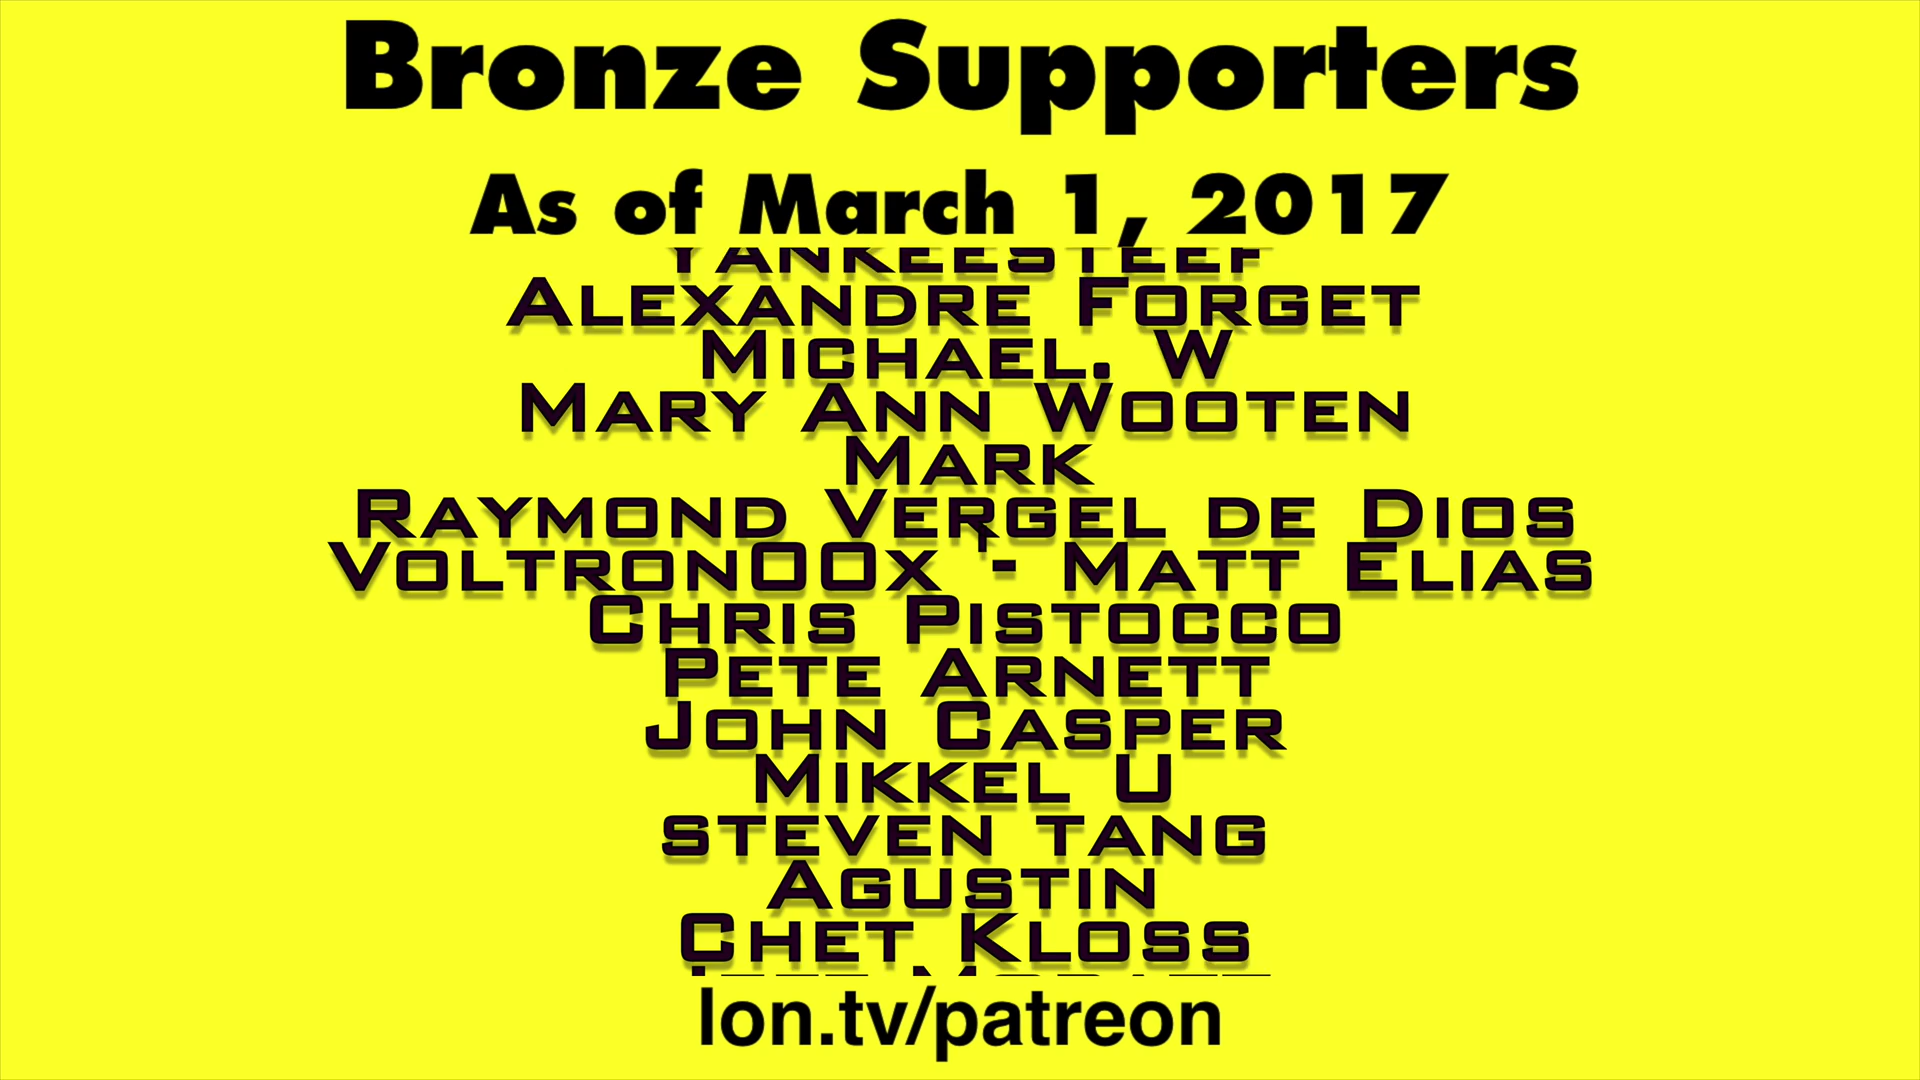 Bronze Supporters
As of March 1, 2017
YANKEESTEEF
Alexandre Forget
Michael. W
Mary Ann Wooten
Mark
Raymond Vergel de Dios
Voltron00x '- Matt Elias
Chris Pistocco
Pete Arnett
John Casper
Mikkel U
steven tang
Agustin
Chet Kloss
lon.tv/patreon